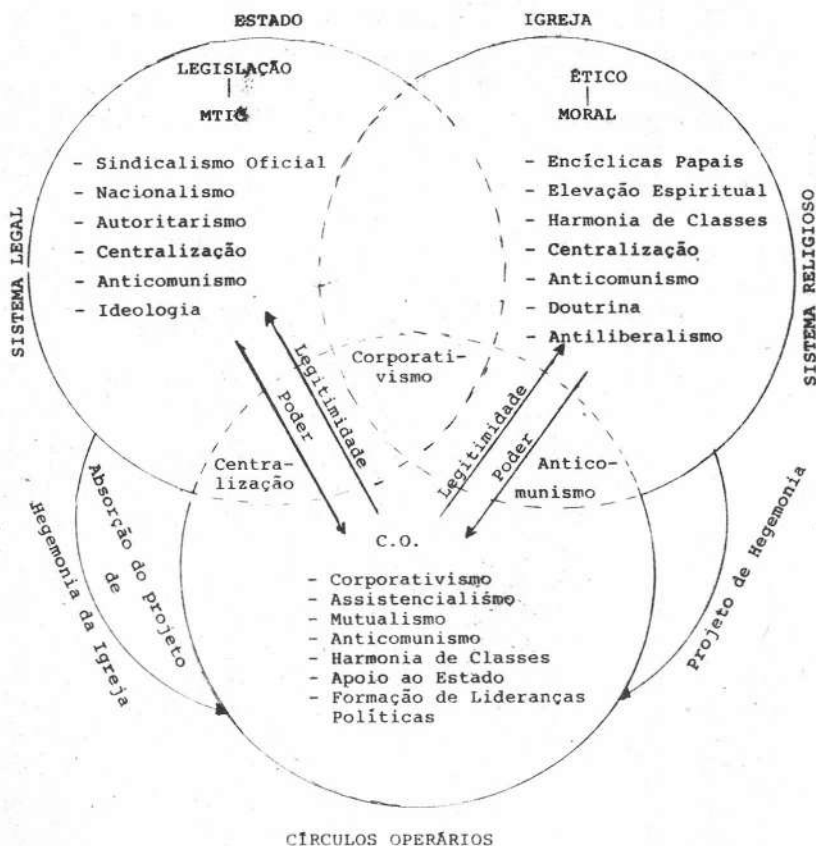 ESTADO
IGREJA
LEGISLAÇÃO
MTIC
- Sindicalismo Oficial
- Nacionalismo
- Autoritarismo
- Centralização
- Anticomunismo
- Ideologia
ÉTICO
MORAL
- Encíclicas Papais
- Elevação Espiritual
- Harmonia de Classes
- Centralização
- Anticomunismo
- Doutrina
- Antiliberalismo
SISTEMA LEGAL
SISTEMA RELIGIOSO
Corporati-
vismo
Legitimidade
Poder
Legitimidade
Poder
Centra-
lização
Antico-
munismo
C.O.
- Corporativismo
- Assistencialismo
- Mutualismo
- Anticomunismo
- Harmonia de Classes
- Apoio ao Estado
- Formação de Lideranças
Políticas
Absorção do projeto
de
Hegemonia da Igreja
Projeto de Hegemonia
CÍRCULOS OPERÁRIOS